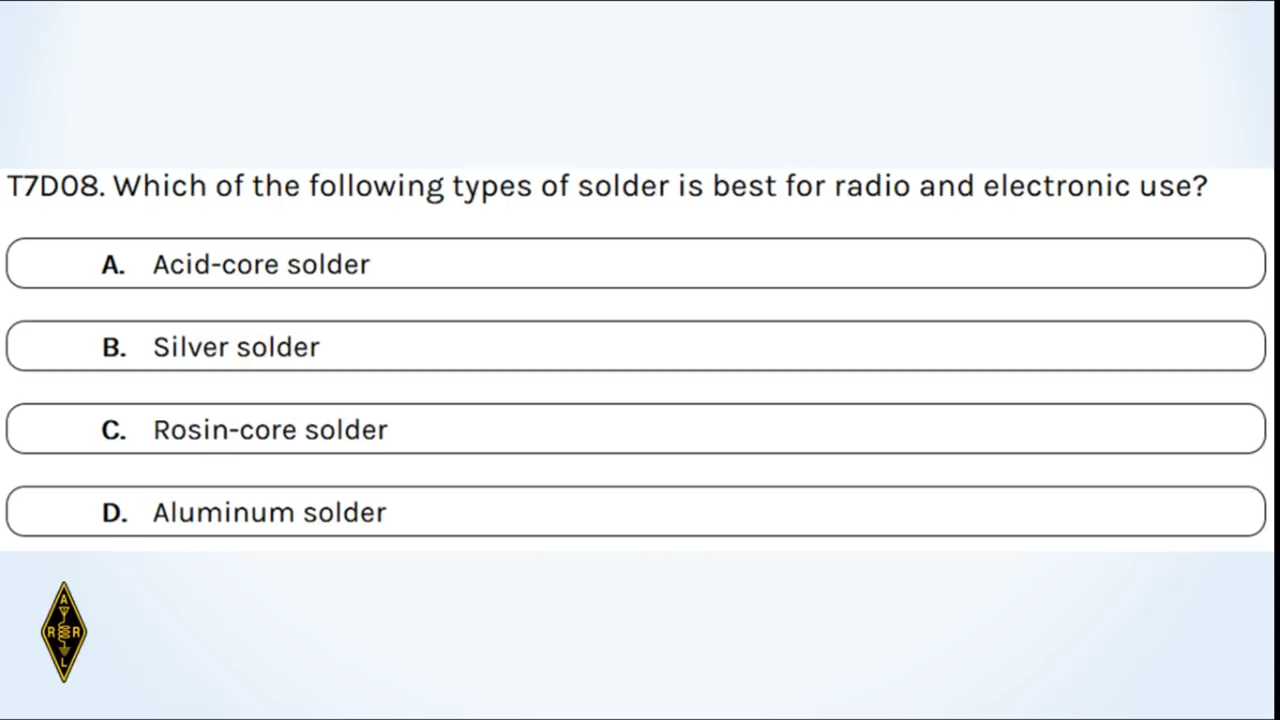 T7D08. Which of the following types of solder is best for radio and electronic use?
A. Acid-core solder
B. Silver solder
C. Rosin-core solder
D. Aluminum solder
A
R R
L